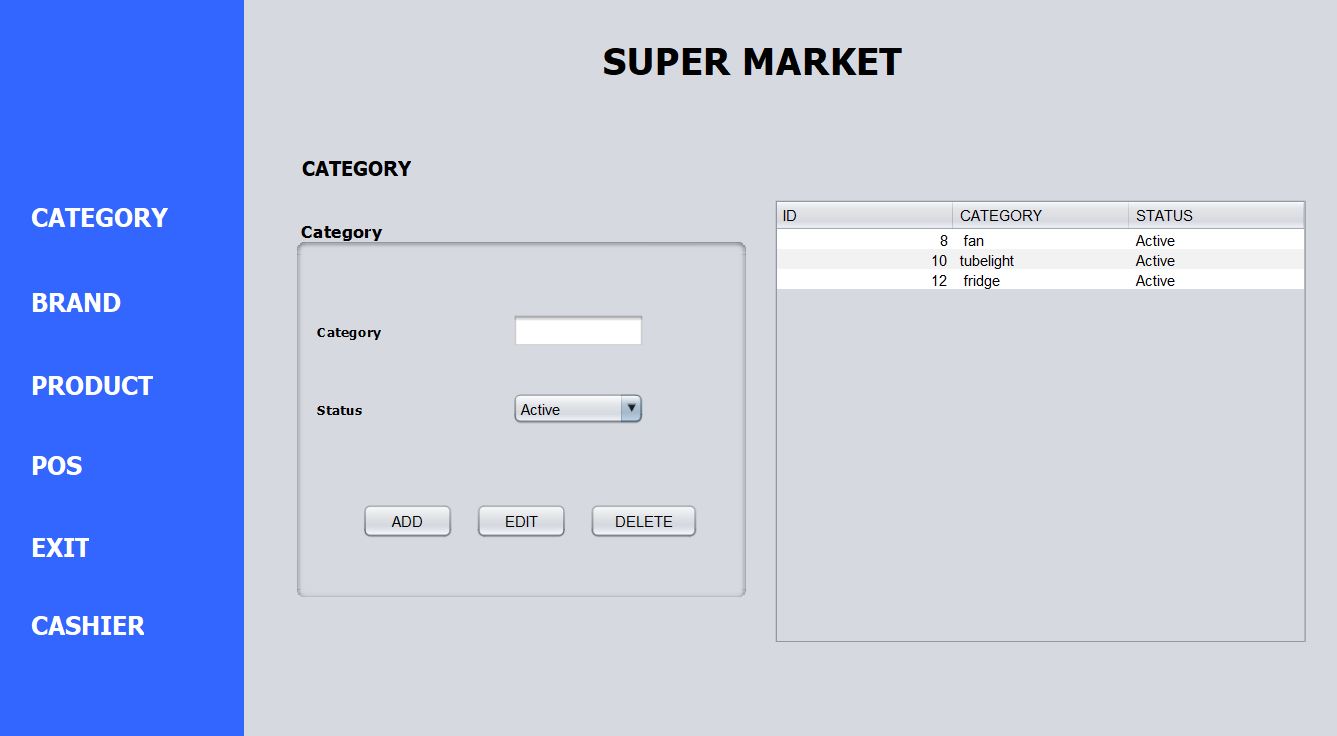 SUPER MARKET
CATEGORY
BRAND
PRODUCT
POS
EXIT
CASHIER
CATEGORY
Category
Category
Status Active
ADD EDIT DELETE
ID CATEGORY STATUS
8 fan Active
10 tubelight Active
12 fridge Active